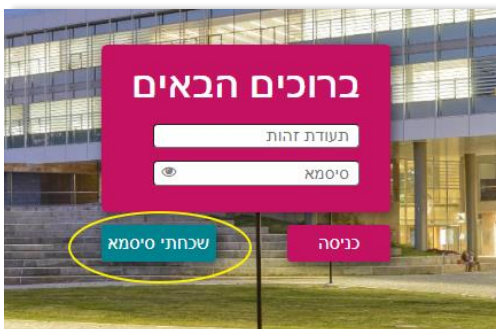 ברוכים הבאים
תעודת זהות
סיסמא
כניסה
שכחתי סיסמא